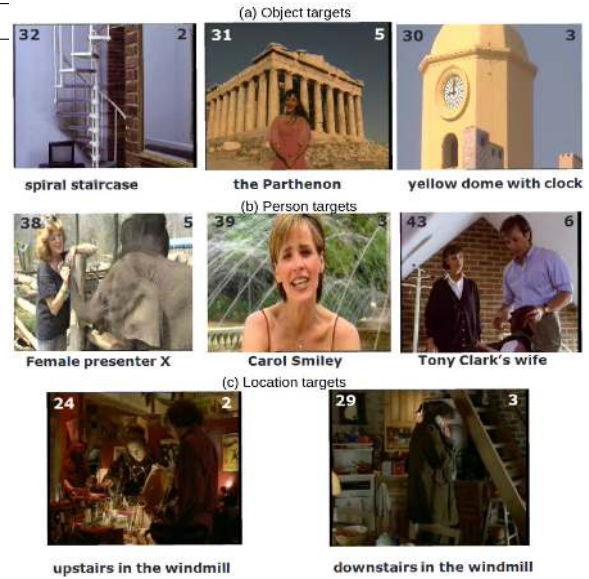 (a) Object targets
32 2 31 5 30 3
spiral staircase the Parthenon yellow dome with clock
(b) Person targets
38 5 39 3 43 6
Female presenter X Carol Smiley Tony Clark's wife
(c) Location targets
24 2 29 3
upstairs in the windmill downstairs in the windmill